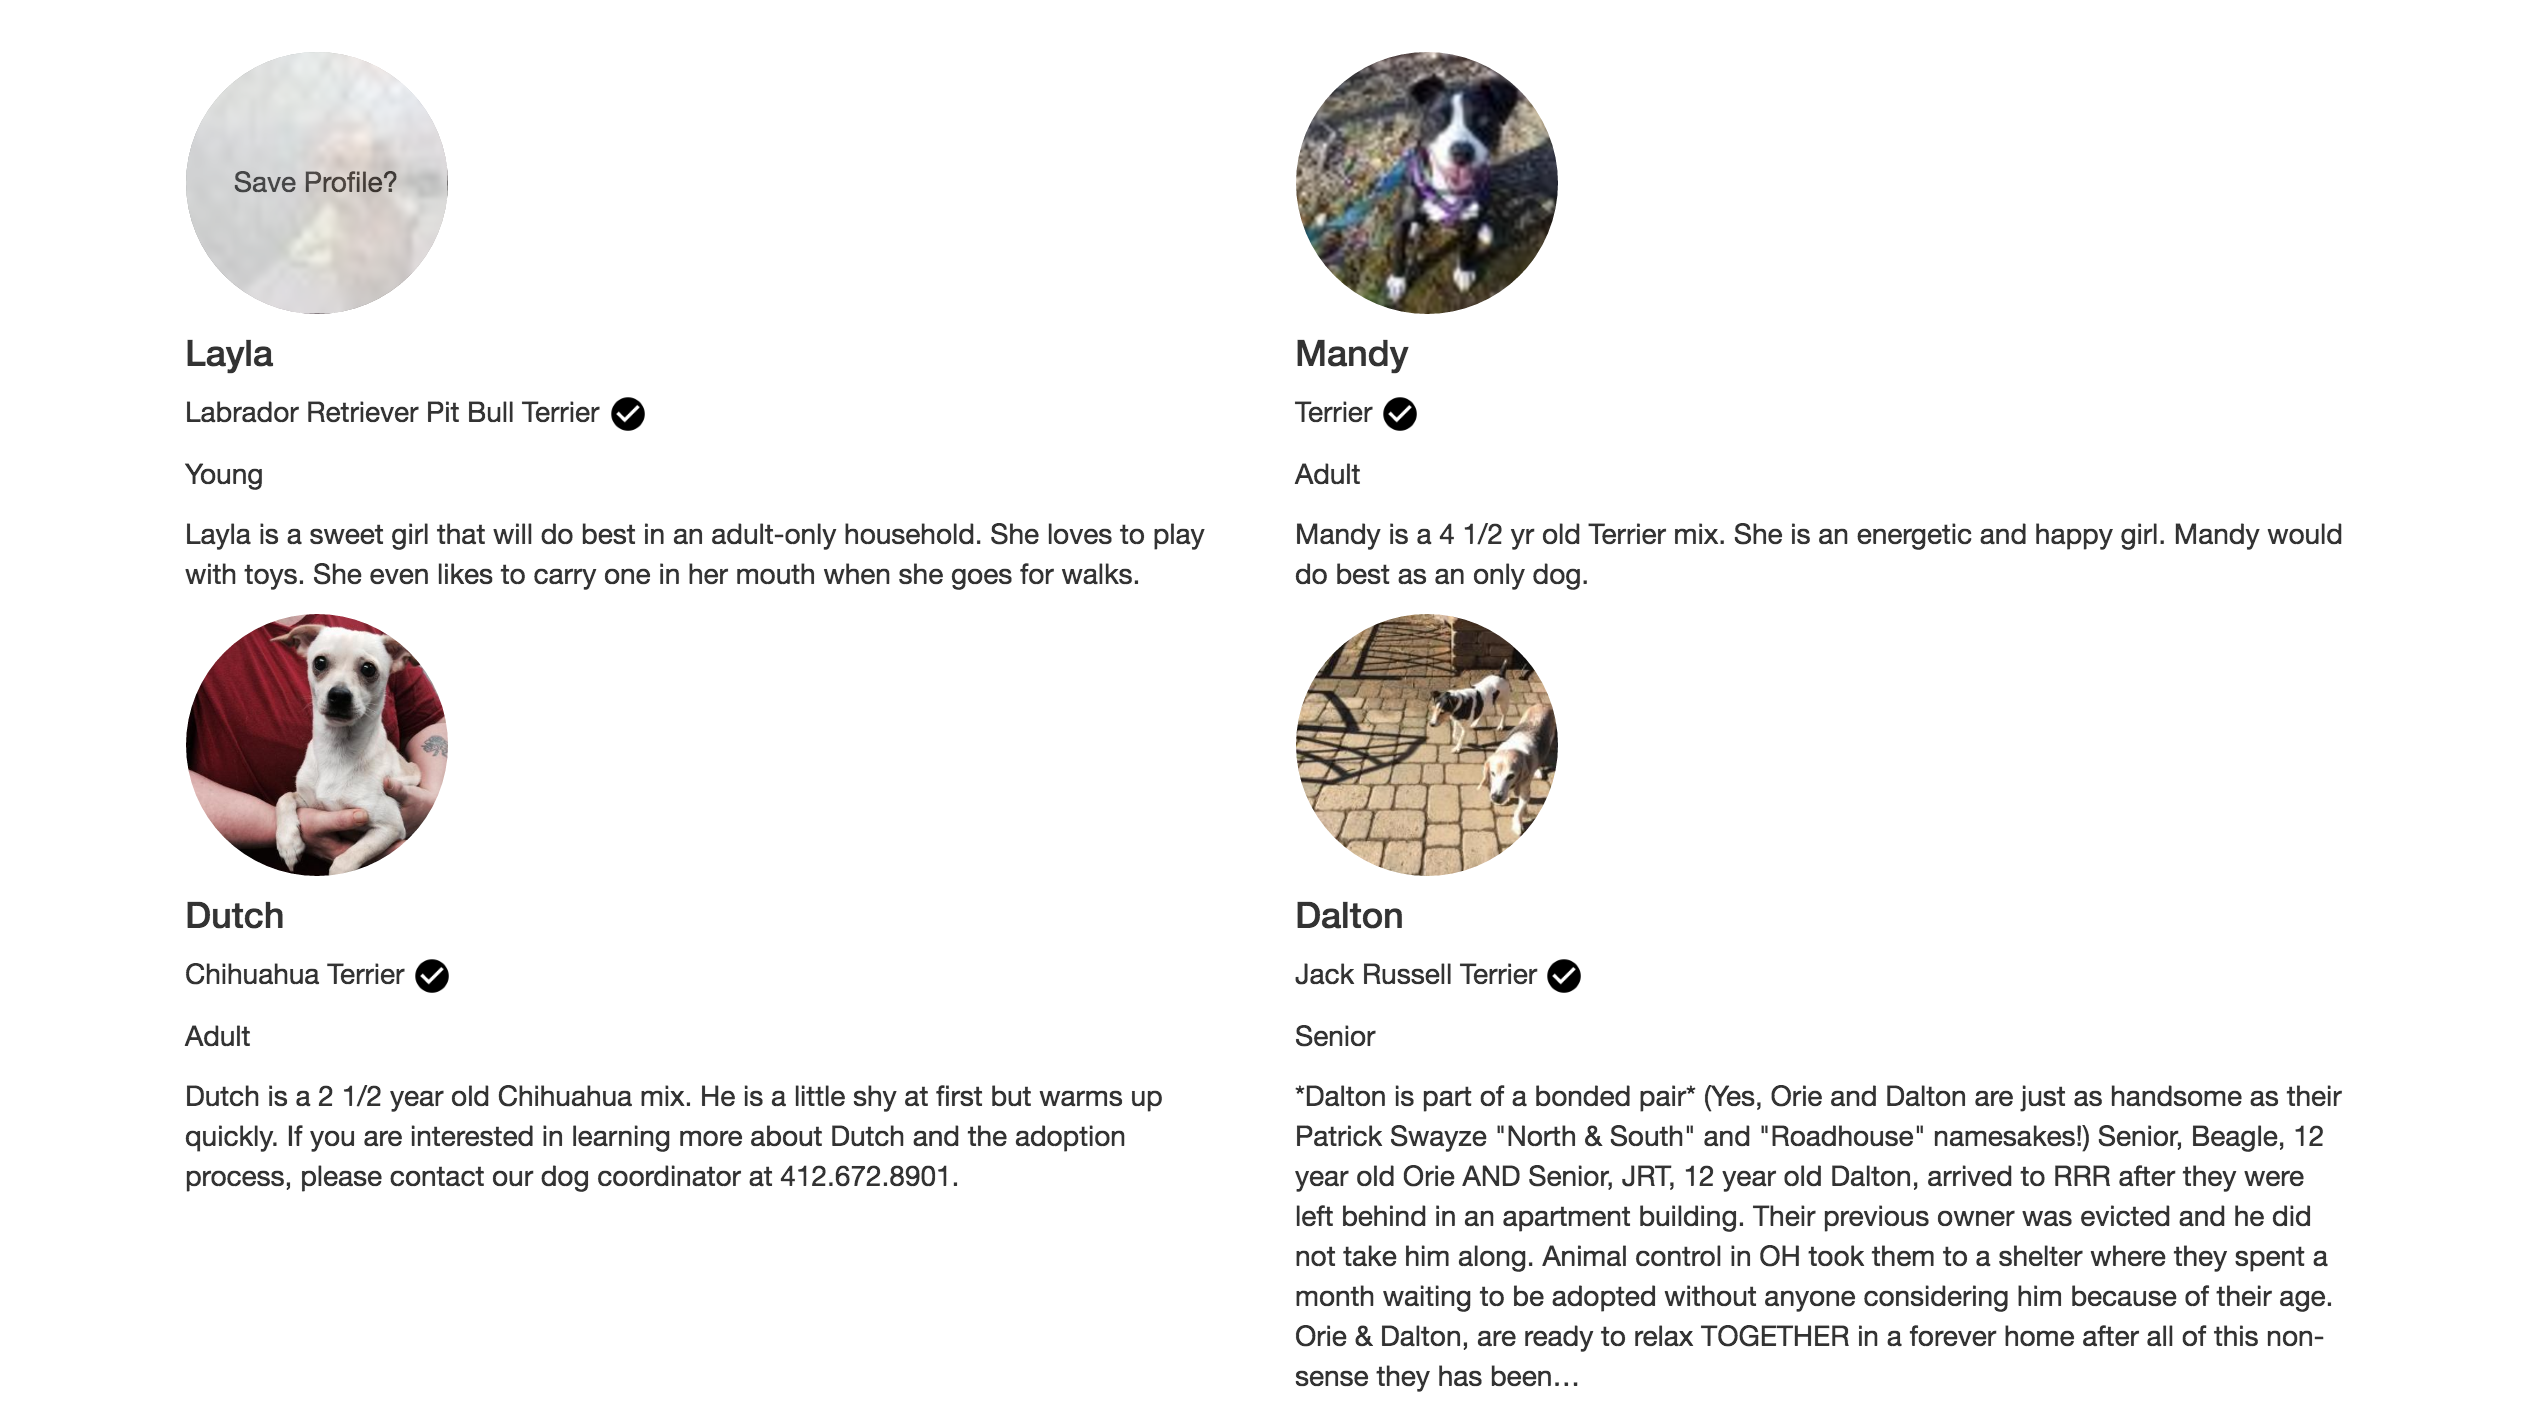 Save Profile?
Layla
Labrador Retriever Pit Bull Terrier
Young
Layla is a sweet girl that will do best in an adult-only household. She loves to play
with toys. She even likes to carry one in her mouth when she goes for walks.
Mandy
Terrier
Adult
Mandy is a 4 1/2 yr old Terrier mix. She is an energetic and happy girl. Mandy would
do best as an only dog.
Dutch
Chihuahua Terrier
Adult
Dutch is a 2 1/2 year old Chihuahua mix. He is a little shy at first but warms up
quickly. If you are interested in learning more about Dutch and the adoption
process, please contact our dog coordinator at 412.672.8901.
Dalton
Jack Russell Terrier
Senior
*Dalton is part of a bonded pair* (Yes, Orie and Dalton are just as handsome as their
Patrick Swayze "North & South" and "Roadhouse" namesakes!) Senior, Beagle, 12
year old Orie AND Senior, JRT, 12 year old Dalton, arrived to RRR after they were
left behind in an apartment building. Their previous owner was evicted and he did
not take him along. Animal control in OH took them to a shelter where they spent a
month waiting to be adopted without anyone considering him because of their age.
Orie & Dalton, are ready to relax TOGETHER in a forever home after all of this non-
sense they has been…